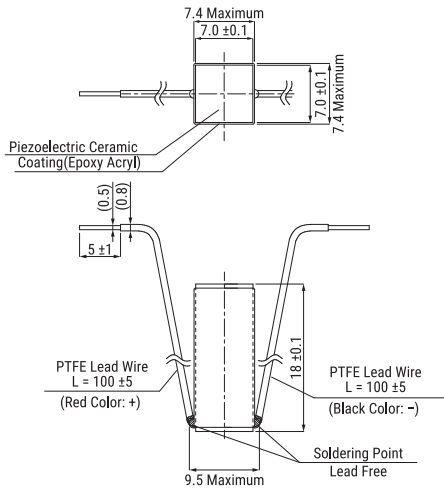 7.4 Maximum
7.0 ±0.1
7.0 ±0.1
7.4 Maximum
Piezoelectric Ceramic
Coating(Epoxy Acryl)
(0.5)
(0.8)
5 ±1
18 ±0.1
PTFE Lead Wire
L = 100 ±5
(Red Color: +)
PTFE Lead Wire
L = 100 ±5
(Black Color: −)
Soldering Point
Lead Free
9.5 Maximum